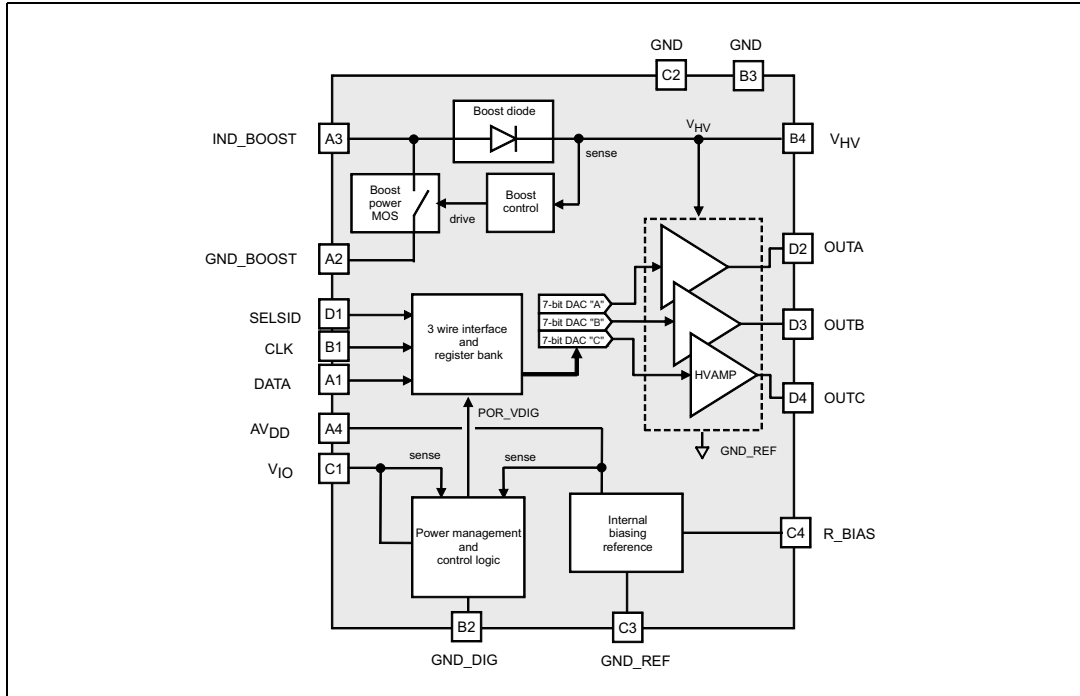 GND GND
C2 B3
Boost diode
IND_BOOST A3 VHV B4 VHV
sense
Boost
power
MOS
Boost
control
drive
GND_BOOST A2
D2 OUTA
SELSID D1
CLK B1
DATA A1
3 wire interface
and
register bank
7-bit DAC "A"
7-bit DAC "B"
7-bit DAC "C"
D3 OUTB
HVAMP
D4 OUTC
POR_VDIG
AVDD A4
GND_REF
VIO C1
sense sense
Power management
and
control logic
Internal
biasing
reference
C4 R_BIAS
B2 C3
GND_DIG GND_REF